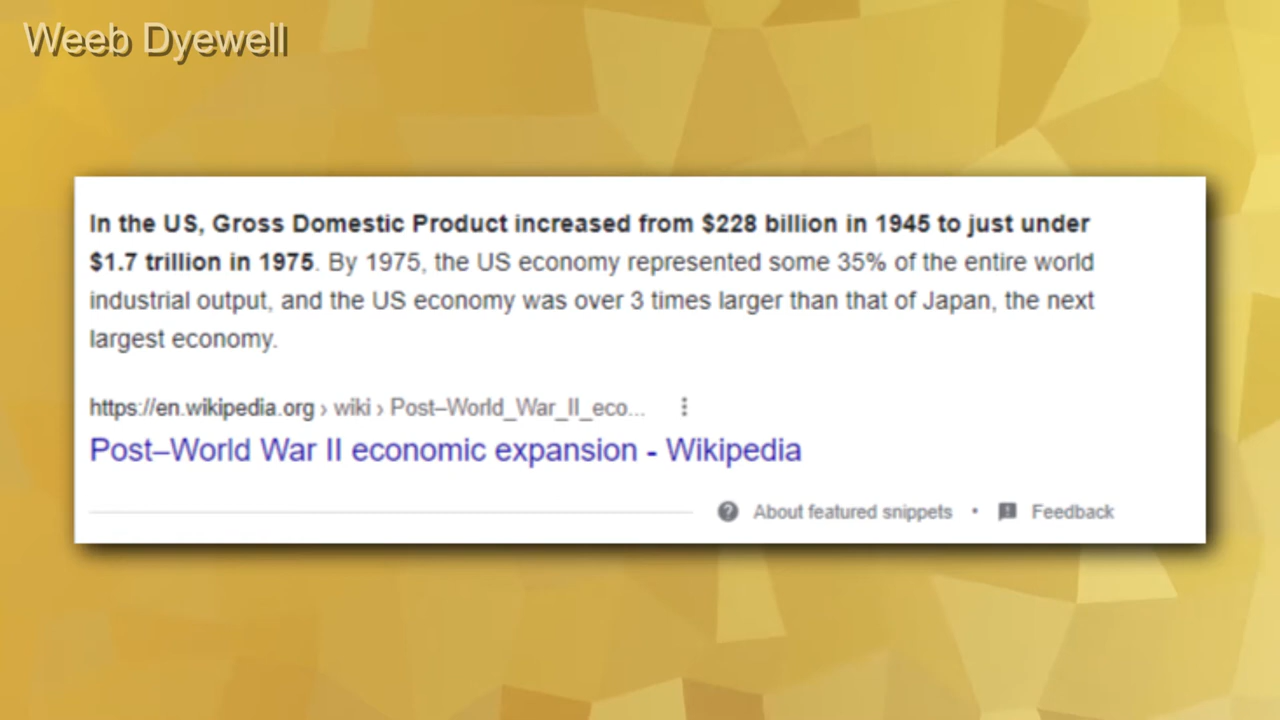 Weeb Dyewell
In the US, Gross Domestic Product increased from $228 billion in 1945 to just under
$1.7 trillion in 1975. By 1975, the US economy represented some 35% of the entire world
industrial output, and the US economy was over 3 times larger than that of Japan, the next
largest economy.
https://en.wikipedia.org › wiki › Post–World_War_II_eco...
Post–World War II economic expansion - Wikipedia
About featured snippets • Feedback